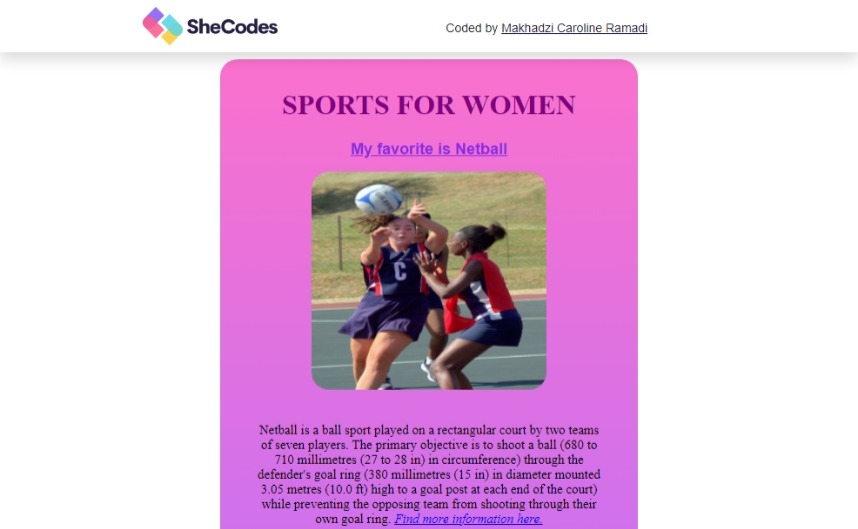 SheCodes
Coded by Makhadzi Caroline Ramadi
SPORTS FOR WOMEN
My favorite is Netball
C
Netball is a ball sport played on a rectangular court by two teams
of seven players. The primary objective is to shoot a ball (680 to
710 millimetres (27 to 28 in) in circumference) through the
defender's goal ring (380 millimetres (15 in) in diameter mounted
3.05 metres (10.0 ft) high to a goal post at each end of the court)
while preventing the opposing team from shooting through their
own goal ring. Find more information here.